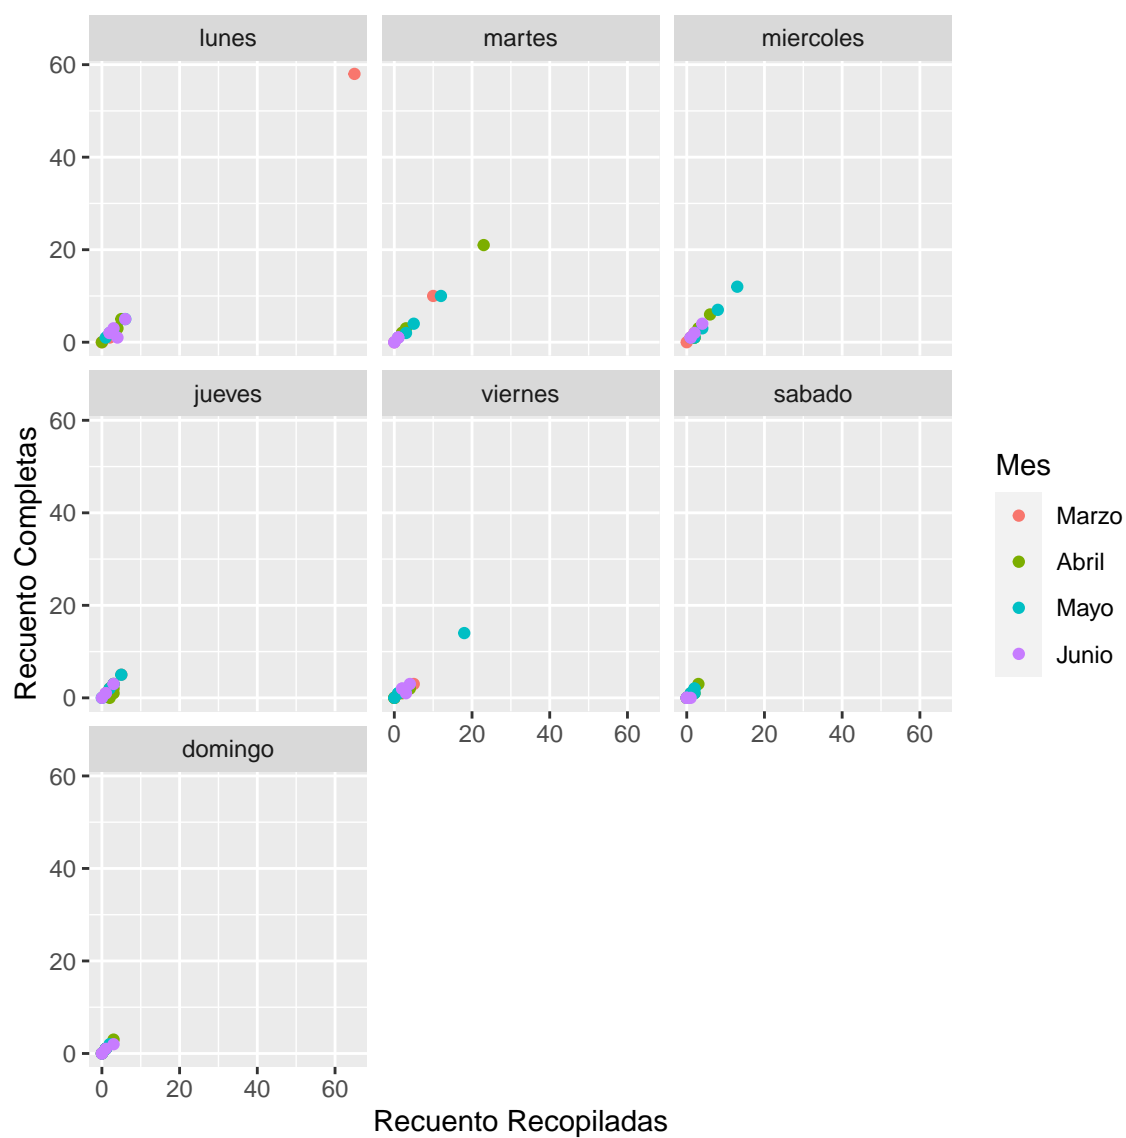 lunes martes miercoles
60
40
20
0
jueves viernes sabado
60
40
20
0
0 20 40 60 0 20 40 60
domingo
60
40
20
0
0 20 40 60
Recuento Completas
Recuento Recopiladas
Mes
Marzo
Abril
Mayo
Junio